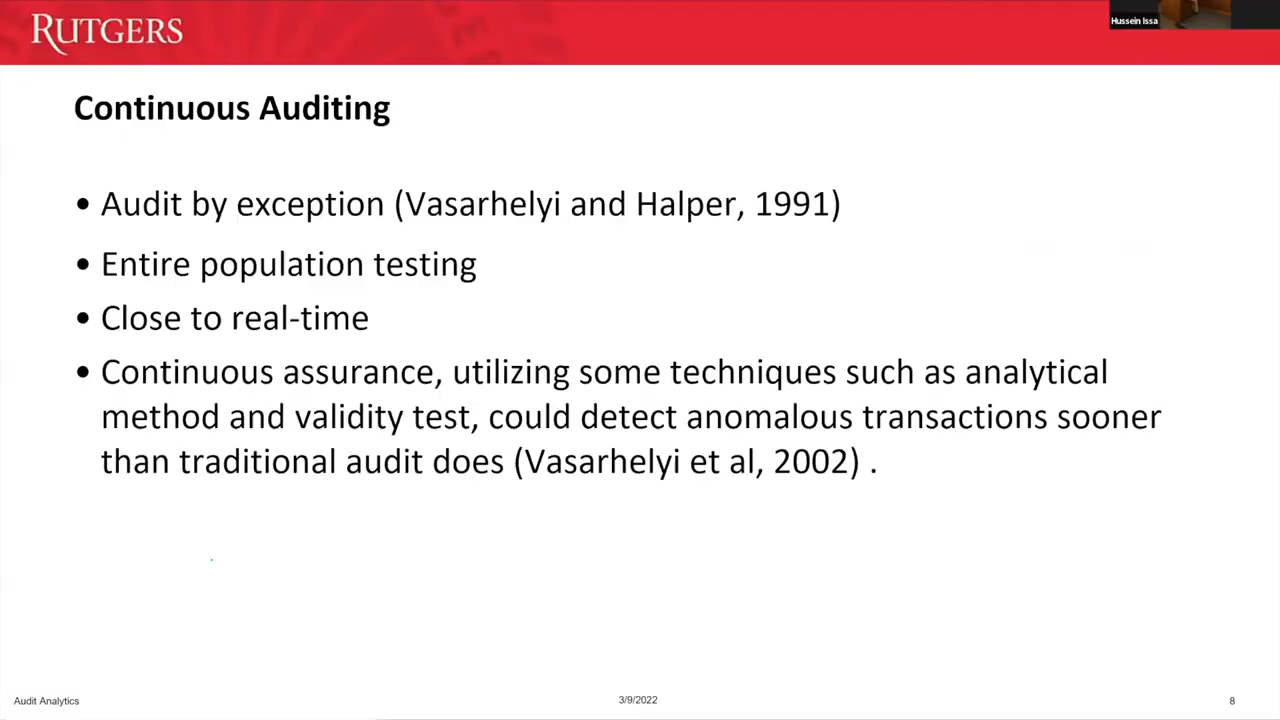 RUTGERS
Hussein Issa
Continuous Auditing
• Audit by exception (Vasarhelyi and Halper, 1991)
• Entire population testing
• Close to real-time
• Continuous assurance, utilizing some techniques such as analytical
method and validity test, could detect anomalous transactions sooner
than traditional audit does (Vasarhelyi et al, 2002) .
Audit Analytics
3/9/2022
8